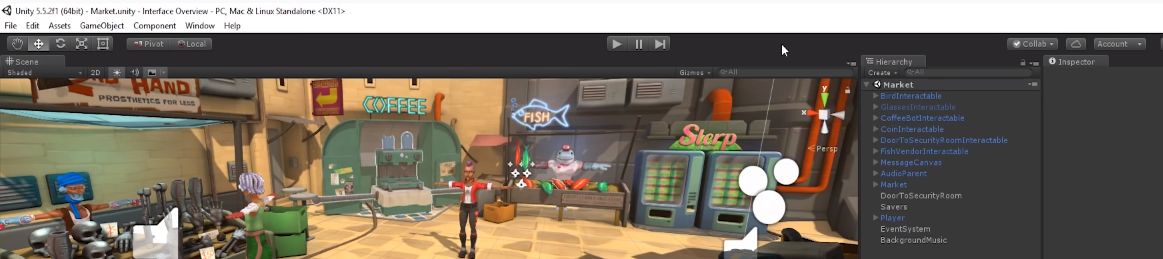 Unity 5.5.2f1 (64bit) - Market.unity - Interface Overview - PC, Mac & Linux Standalone <DX11>
File Edit Assets GameObject Component Window Help
Pivot Local Collab Account
Scene Hierarchy Inspector
Shaded 2D Gizmos All Create All
Market
BirdInteractable
GlassesInteractable
CoffeeBotInteractable
CoinInteractable
DoorToSecurityRoomInteractable
FishVendorInteractable
MessageCanvas
AudioParent
Market
DoorToSecurityRoom
Savers
Player
EventSystem
BackgroundMusic
HAND
PROSTHETICS FOR LESS
COFFEE
FISH
Slerp
y
x
Persp